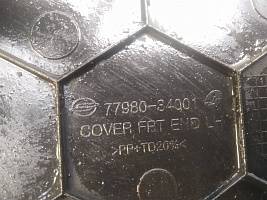 77980-34001
COVER FRT END L-
>PP+TD20%<